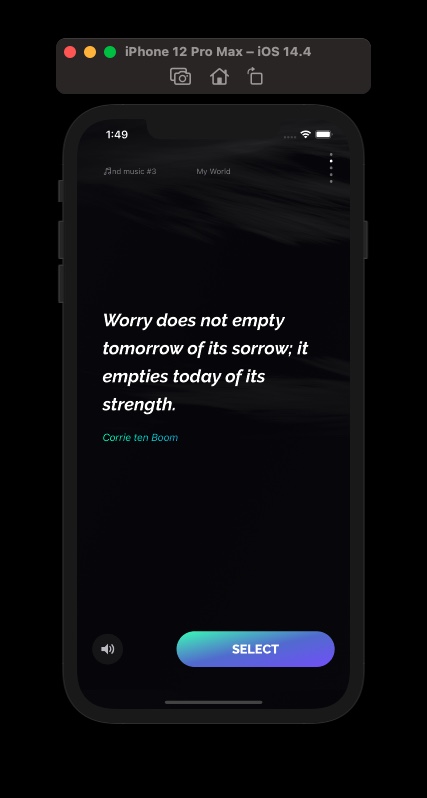 iPhone 12 Pro Max – iOS 14.4
1:49
nd music #3 My World
Worry does not empty
tomorrow of its sorrow; it
empties today of its
strength.
Corrie ten Boom
SELECT